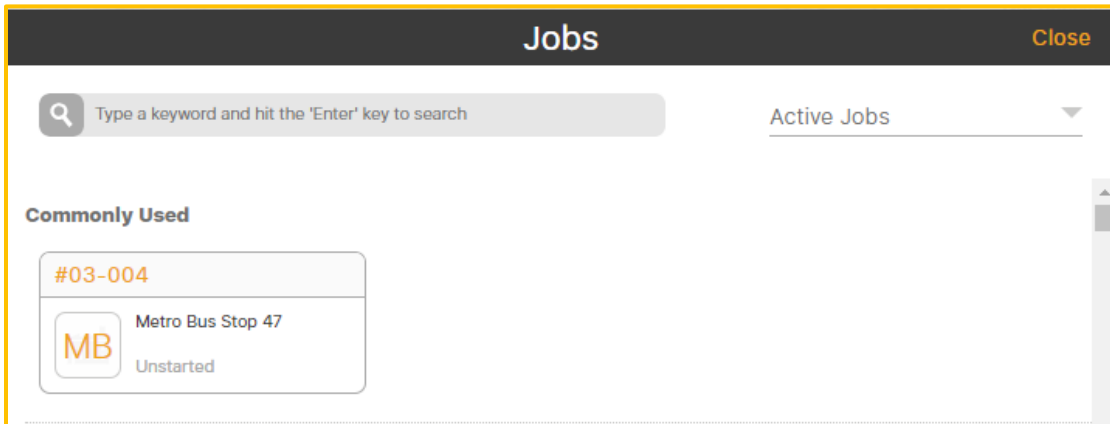 Jobs
Close
Type a keyword and hit the 'Enter' key to search
Active Jobs
Commonly Used
#03-004
MB
Metro Bus Stop 47
Unstarted